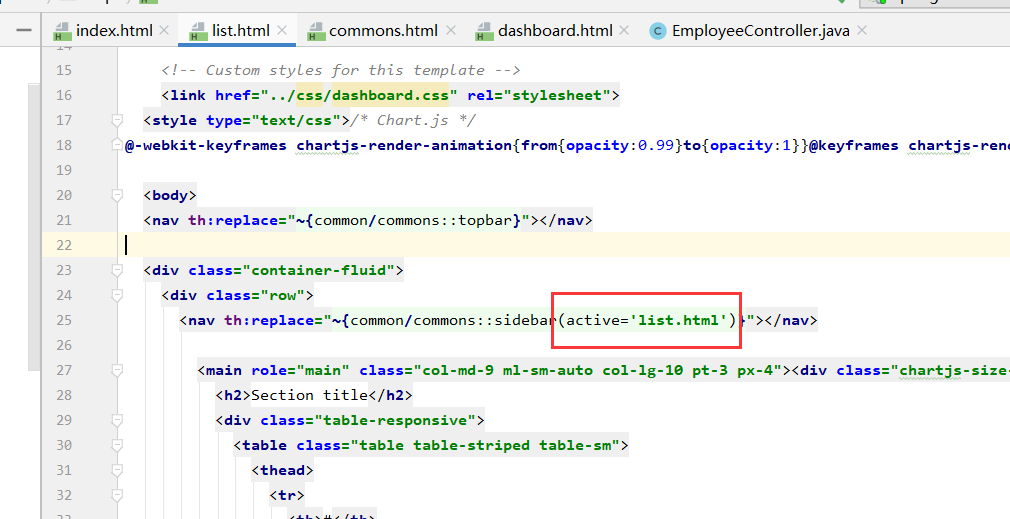 index.html list.html commons.html dashboard.html EmployeeController.java
15 <!-- Custom styles for this template -->
16 <link href="../css/dashboard.css" rel="stylesheet">
17 <style type="text/css">/* Chart.js */
18 @-webkit-keyframes chartjs-render-animation{from{opacity:0.99}to{opacity:1}}@keyframes
19
20 <body>
21 <nav th:replace="~{common/commons::topbar}"></nav>
22
23 <div class="container-fluid">
24 <div class="row">
25 <nav th:replace="~{common/commons::sidebar(active='list.html')}"></nav>
26
27 <main role="main" class="col-md-9 ml-sm-auto col-lg-10 pt-3 px-4"><div class="chartjs-size-
28 <h2>Section title</h2>
29 <div class="table-responsive">
30 <table class="table table-striped table-sm">
31 <thead>
32 <tr>